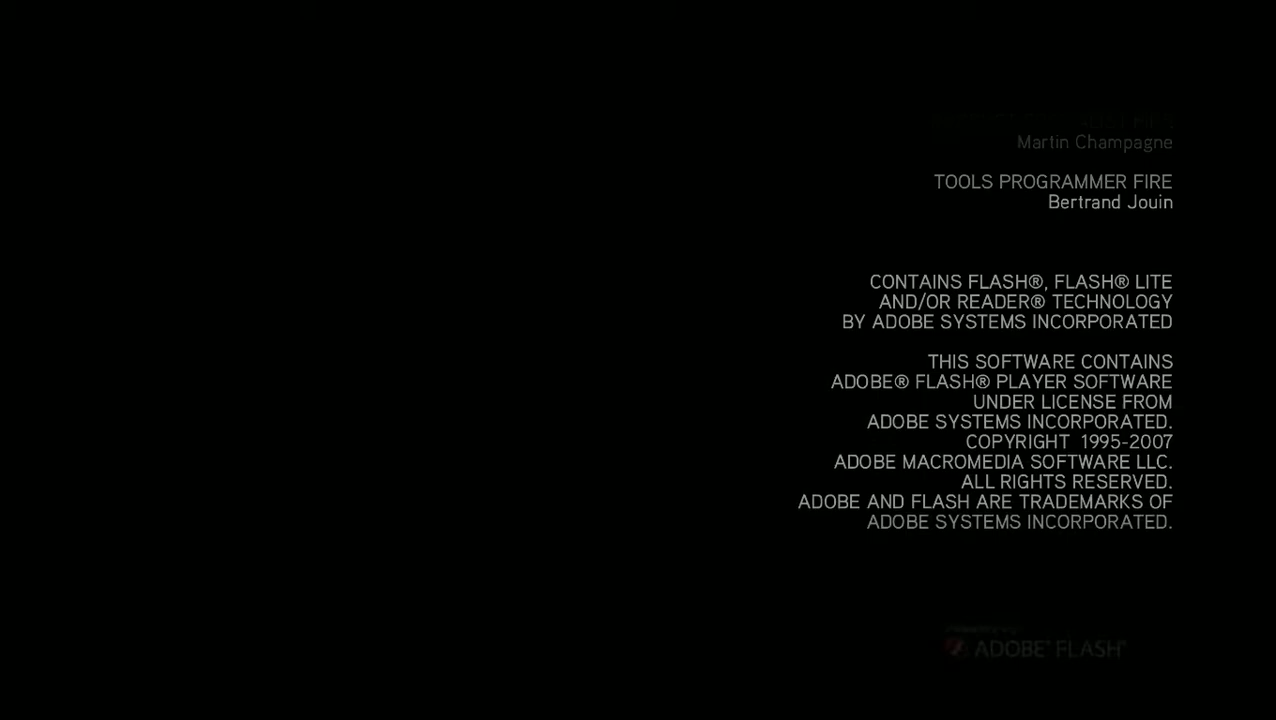 Martin Champagne
TOOLS PROGRAMMER FIRE
Bertrand Jouin
CONTAINS FLASH®, FLASH® LITE
AND/OR READER® TECHNOLOGY
BY ADOBE SYSTEMS INCORPORATED
THIS SOFTWARE CONTAINS
ADOBE® FLASH® PLAYER SOFTWARE
UNDER LICENSE FROM
ADOBE SYSTEMS INCORPORATED.
COPYRIGHT 1995-2007
ADOBE MACROMEDIA SOFTWARE LLC.
ALL RIGHTS RESERVED.
ADOBE AND FLASH ARE TRADEMARKS OF
ADOBE SYSTEMS INCORPORATED.
ADOBE® FLASH®